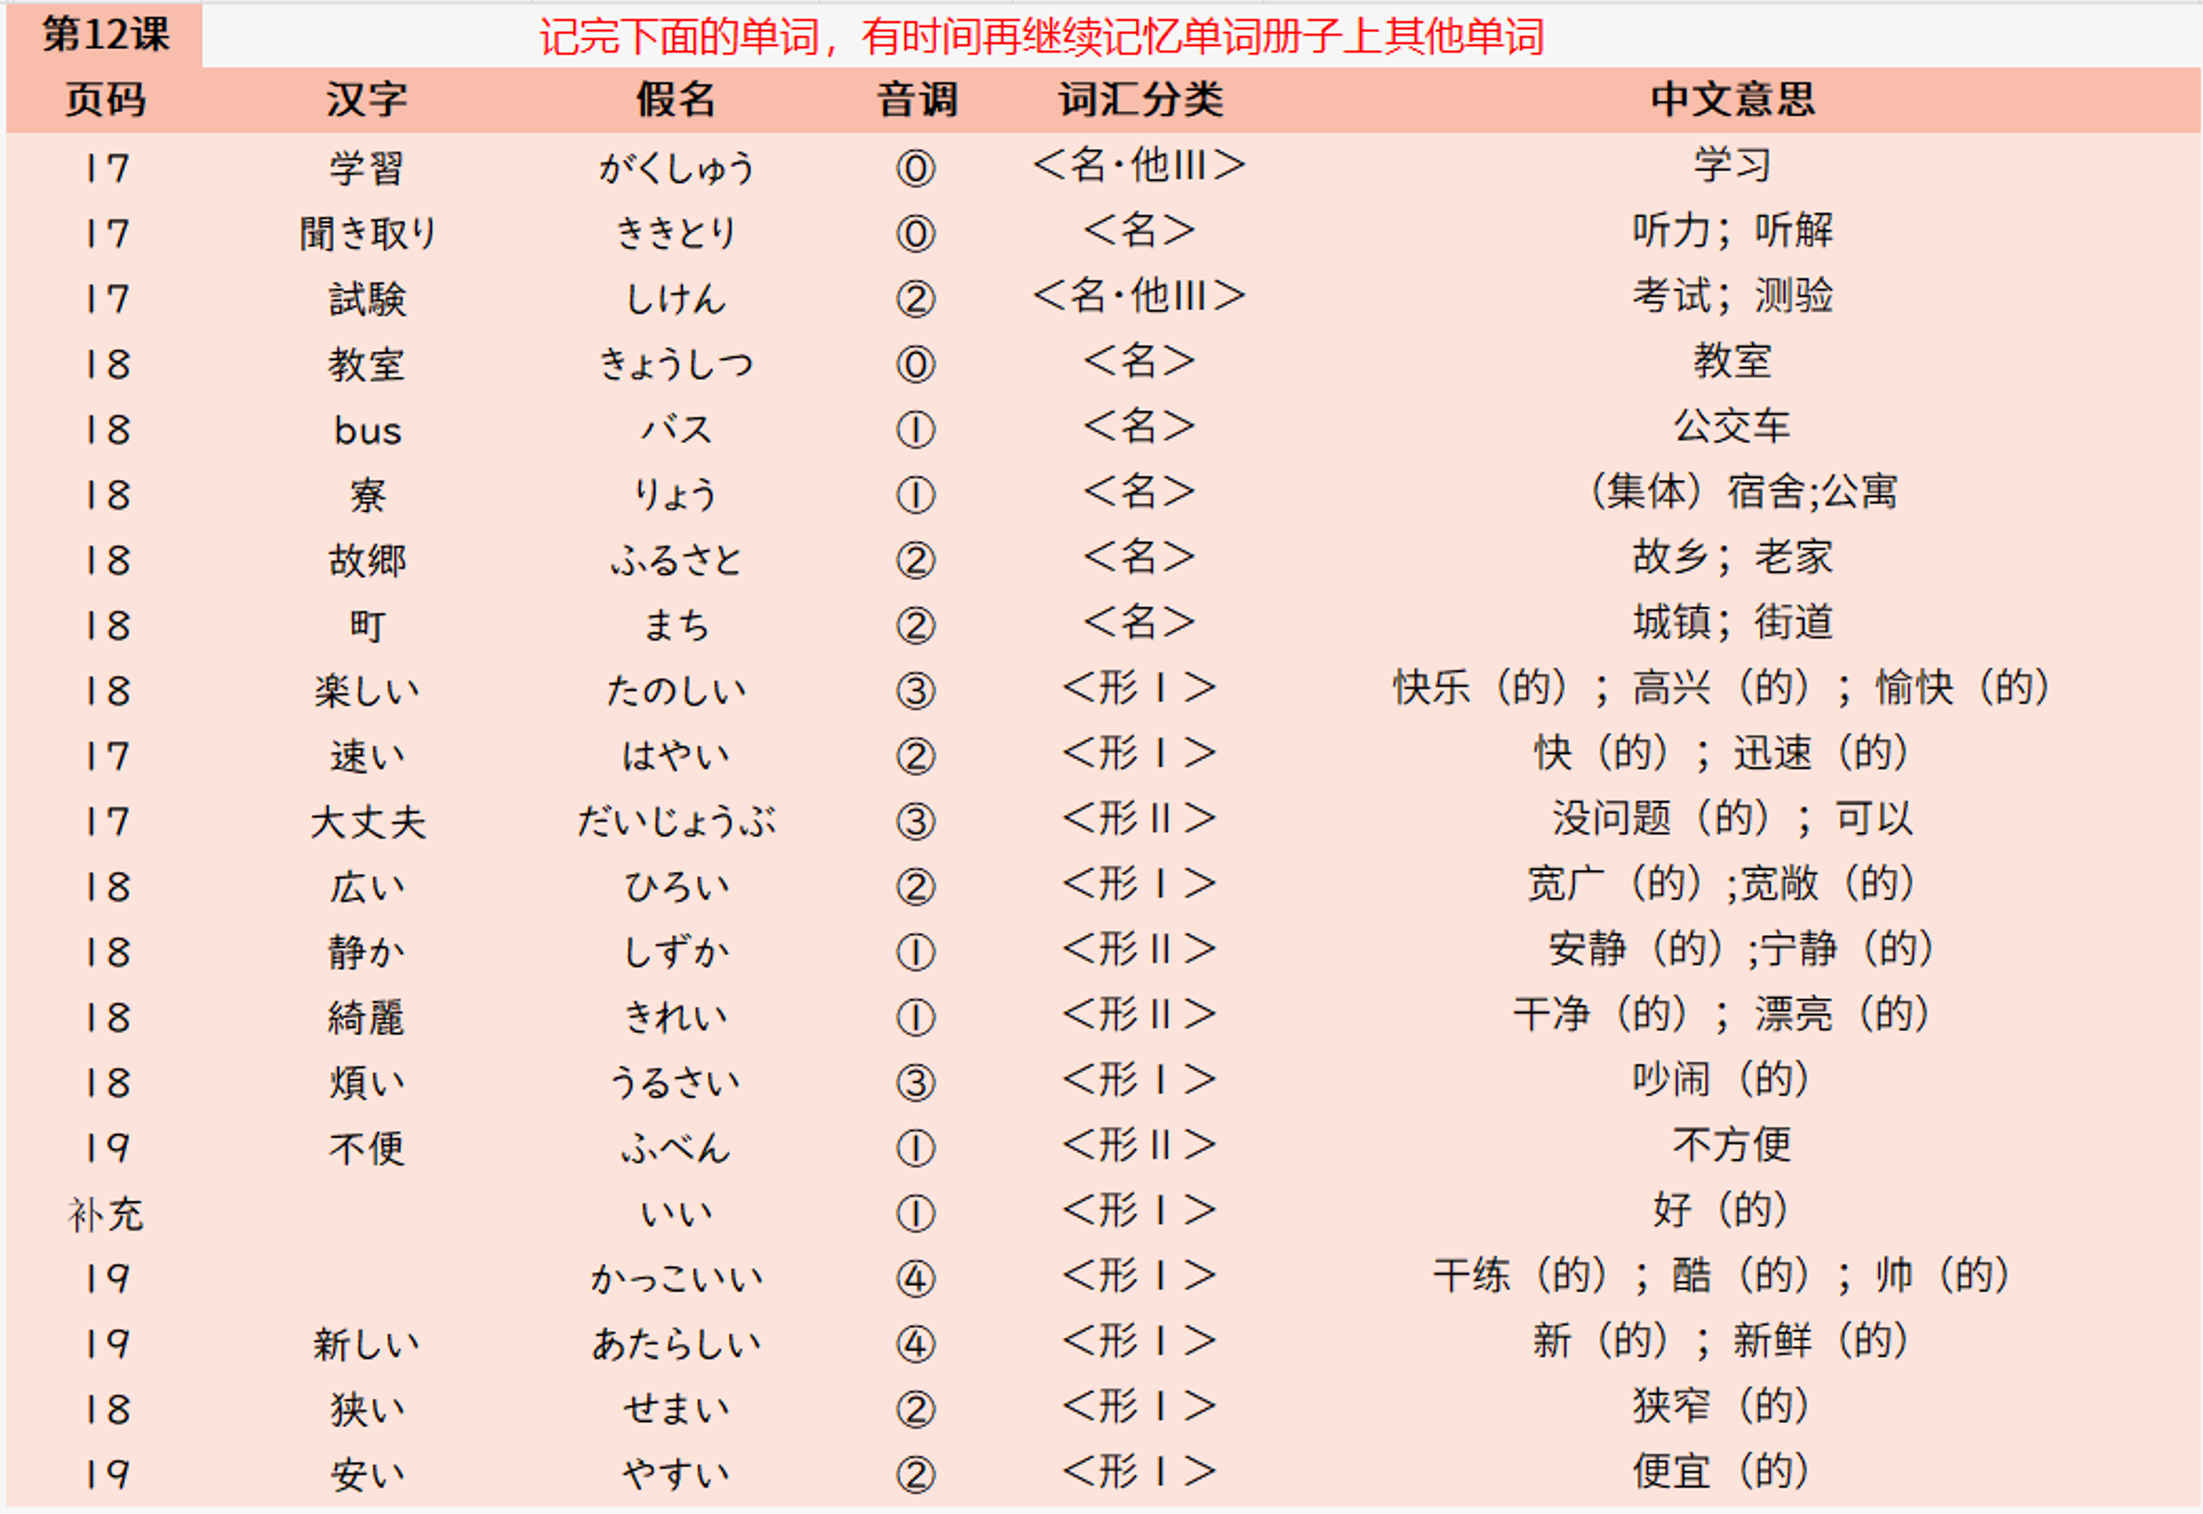 第12课 记完下面的单词，有时间再继续记忆单词册子上其他单词
页码 汉字 假名 音调 词汇分类 中文意思
17 学習 がくしゅう ⓪ ＜名·他Ⅲ＞ 学习
17 聞き取り ききとり ⓪ ＜名＞ 听力；听解
17 試験 しけん ② ＜名·他Ⅲ＞ 考试；测验
18 教室 きょうしつ ⓪ ＜名＞ 教室
18 bus バス ① ＜名＞ 公交车
18 寮 りょう ① ＜名＞ （集体）宿舍;公寓
18 故郷 ふるさと ② ＜名＞ 故乡；老家
18 町 まち ② ＜名＞ 城镇；街道
18 楽しい たのしい ③ ＜形Ⅰ＞ 快乐（的）；高兴（的）；愉快（的）
17 速い はやい ② ＜形Ⅰ＞ 快（的）；迅速（的）
17 大丈夫 だいじょうぶ ③ ＜形Ⅱ＞ 没问题（的）；可以
18 広い ひろい ② ＜形Ⅰ＞ 宽广（的）;宽敞（的）
18 静か しずか ① ＜形Ⅱ＞ 安静（的）;宁静（的）
18 綺麗 きれい ① ＜形Ⅱ＞ 干净（的）；漂亮（的）
18 煩い うるさい ③ ＜形Ⅰ＞ 吵闹（的）
19 不便 ふべん ① ＜形Ⅱ＞ 不方便
补充 いい ① ＜形Ⅰ＞ 好（的）
19 かっこいい ④ ＜形Ⅰ＞ 干练（的）；酷（的）；帅（的）
19 新しい あたらしい ④ ＜形Ⅰ＞ 新（的）；新鲜（的）
18 狭い せまい ② ＜形Ⅰ＞ 狭窄（的）
19 安い やすい ② ＜形Ⅰ＞ 便宜（的）